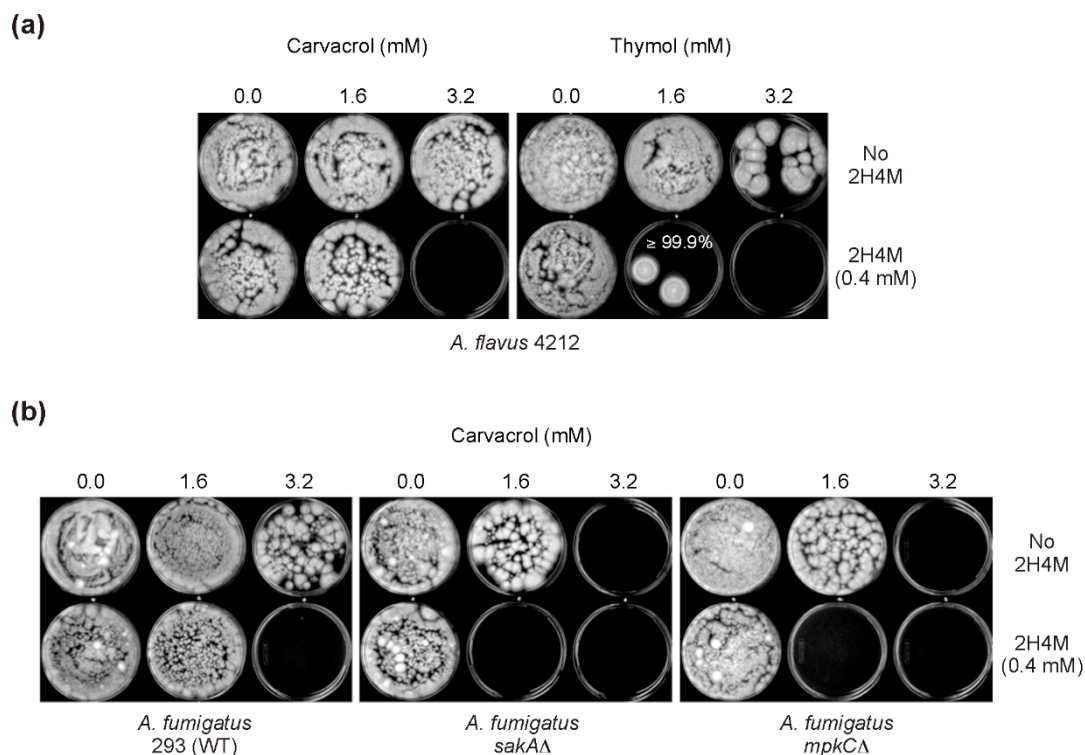 (a)
Carvacrol (mM) Thymol (mM)
0.0 1.6 3.2 0.0 1.6 3.2
No
2H4M
≥ 99.9%
2H4M
(0.4 mM)
A. flavus 4212
(b)
Carvacrol (mM)
0.0 1.6 3.2 0.0 1.6 3.2 0.0 1.6 3.2
No
2H4M
2H4M
(0.4 mM)
A. fumigatus A. fumigatus A. fumigatus
293 (WT) sakAΔ mpkCΔ